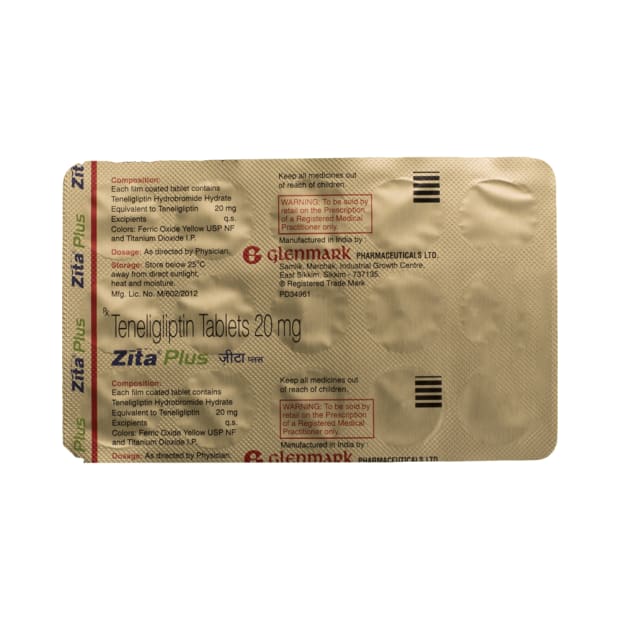 Zita Plus
Zita Plus
Zita Plus
Plus
Composition:
Each film coated tablet contains
Teneligliptin Hydrobromide Hydrate
Equivalent to Teneligliptin 20 mg
Excipients q.s.
Colors: Ferric Oxide Yellow USP NF
and Titanium Dioxide I.P.
Dosage: As directed by Physician.
Storage: Store below 25°C
away from direct sunlight,
heat and moisture.
Mfg. Lic. No. M/602/2012
Keep all medicines out
of reach of children.
WARNING: To be sold by
retail on the Prescription
of a Registered Medical
Practitioner only.
Manufactured in India by :
Glenmark PHARMACEUTICALS LTD.
Samlik, Marchak, Industrial Growth Centre,
East Sikkim, Sikkim - 737135.
® Registered Trade Mark
PD34961
Rx
Teneligliptin Tablets 20 mg
Zita® Plus ज़ीटा प्लस
Composition:
Each film coated tablet contains
Teneligliptin Hydrobromide Hydrate
Equivalent to Teneligliptin 20 mg
Excipients q.s.
Colors: Ferric Oxide Yellow USP NF
and Titanium Dioxide I.P.
Dosage: As directed by Physician.
Keep all medicines out
of reach of children.
WARNING: To be sold by
retail on the Prescription
of a Registered Medical
Practitioner only.
Manufactured in India by
Glenmark PHARMACEUTICALS LTD.